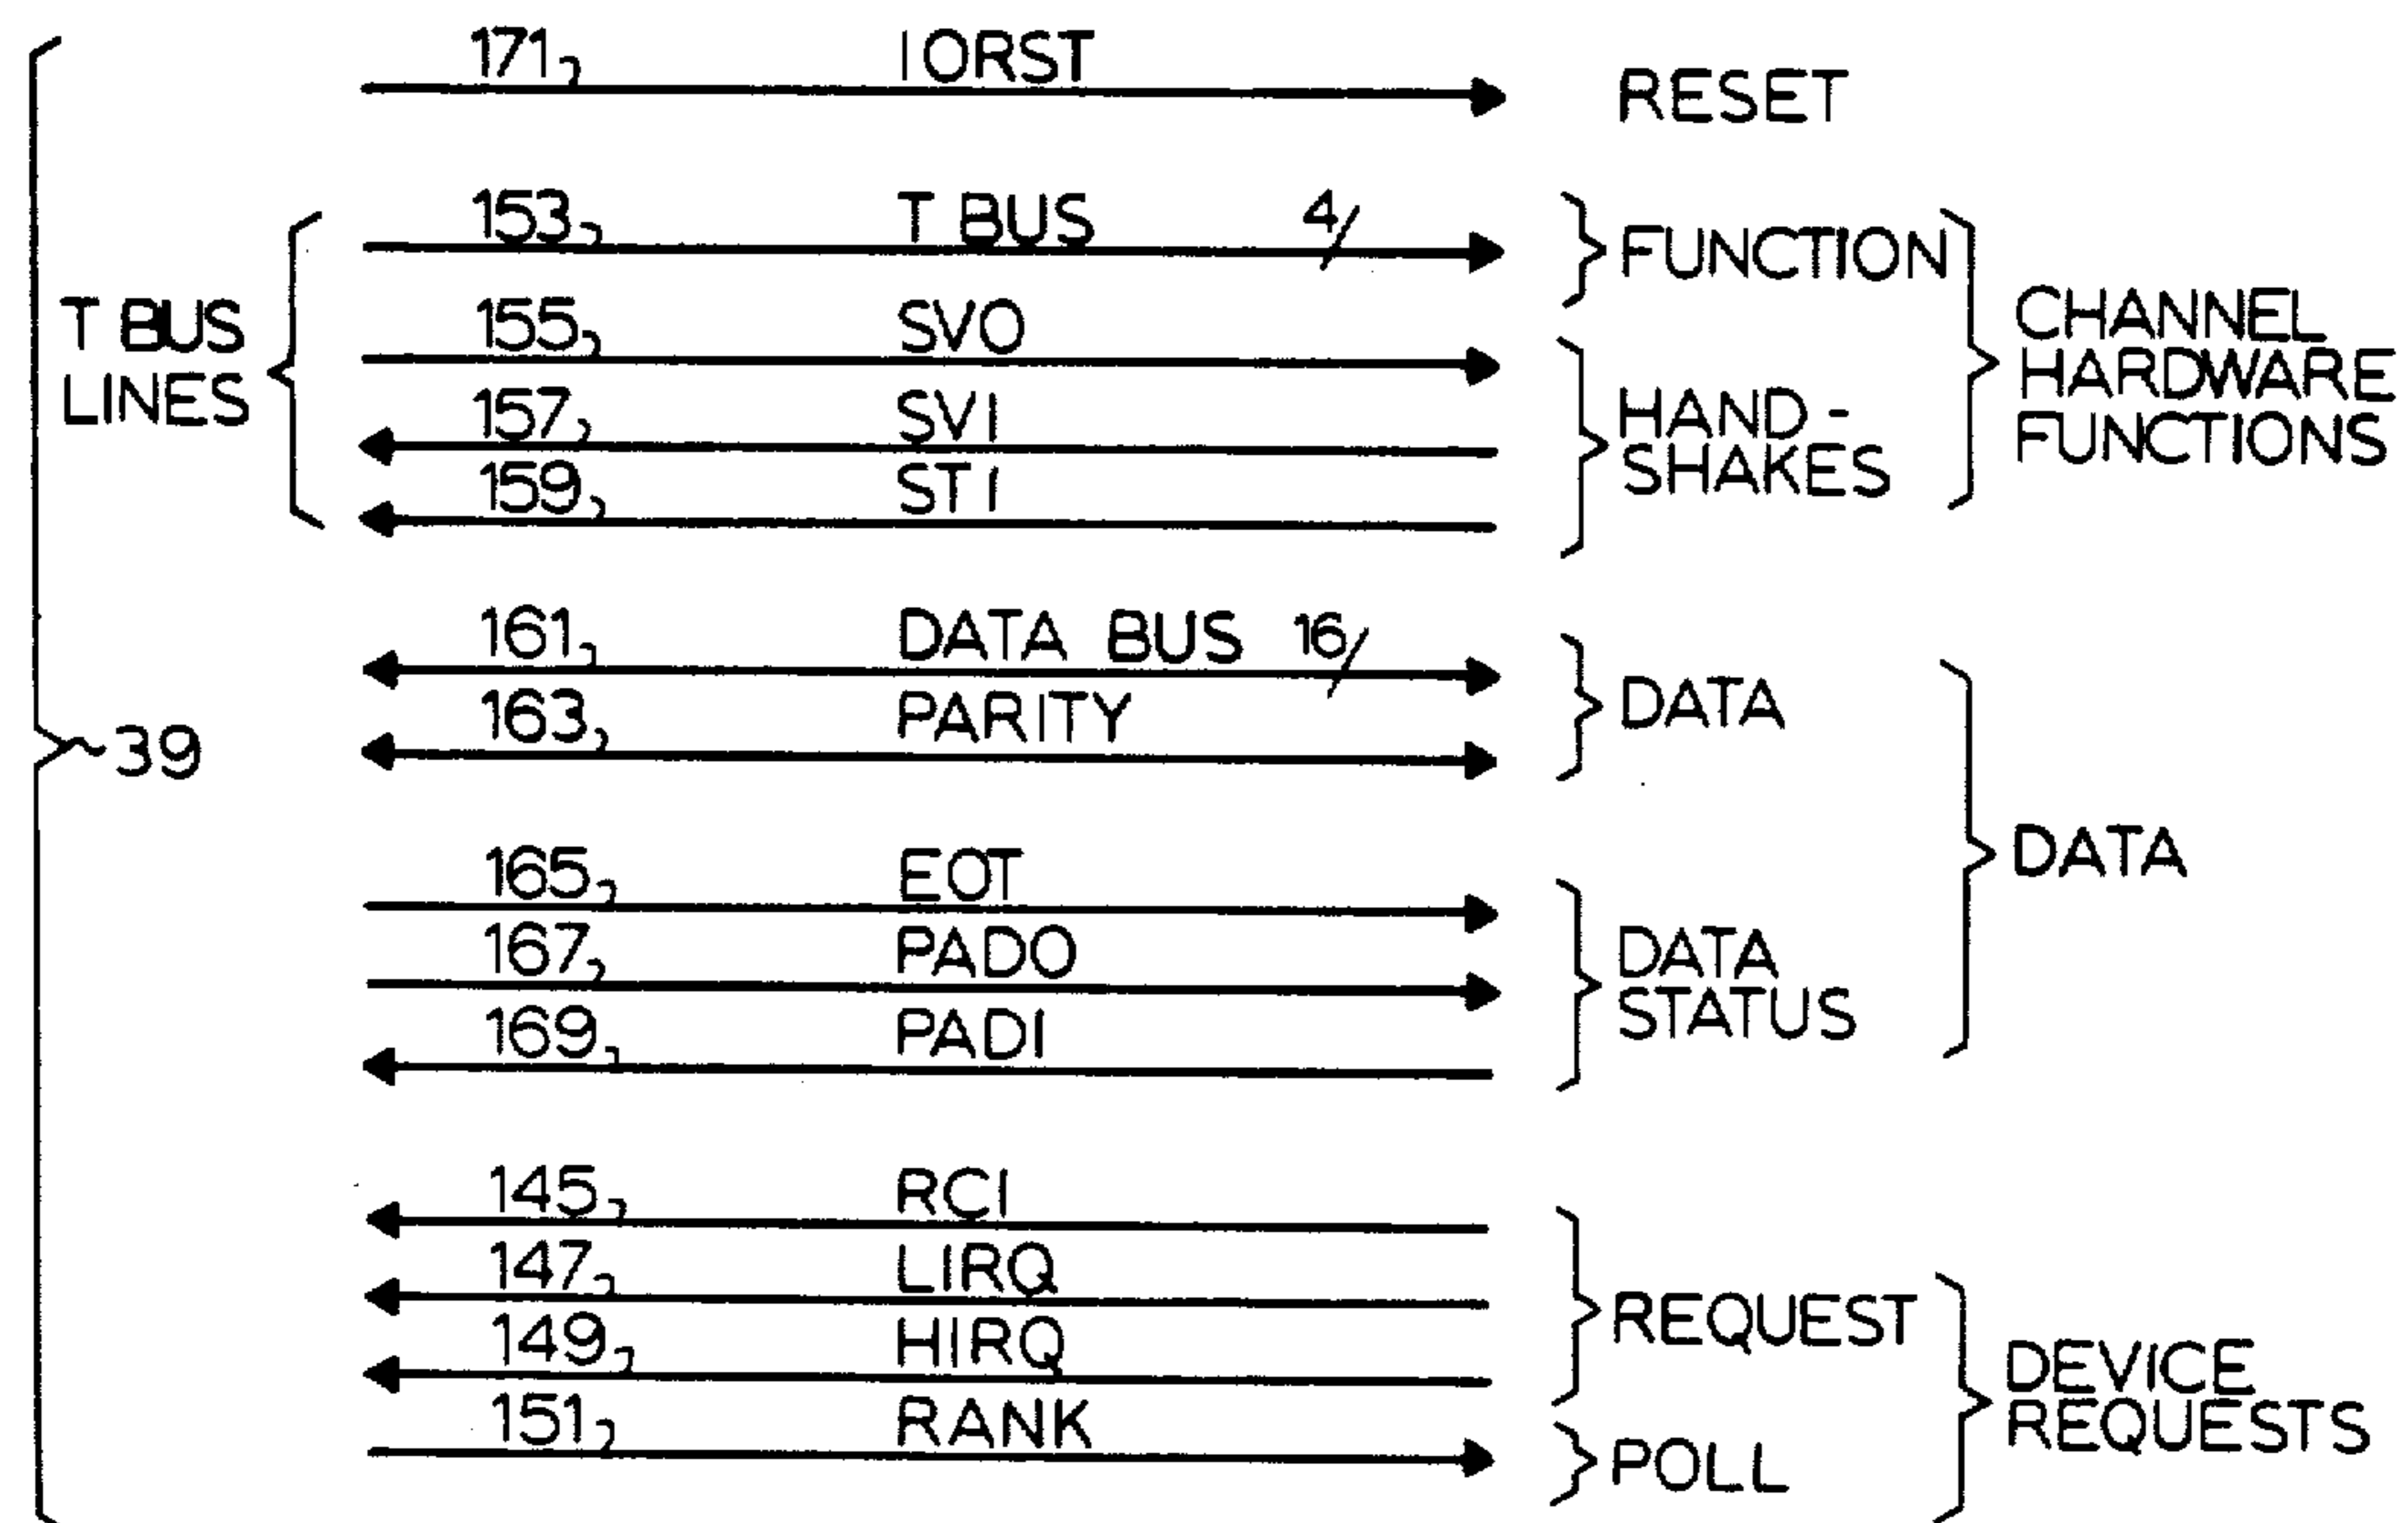 171 IORST RESET
153 T BUS 4 FUNCTION
T BUS
LINES
155 SVO
157 SVI
159 STI
HAND-
SHAKES
CHANNEL
HARDWARE
FUNCTIONS
161 DATA BUS 16
163 PARITY
DATA
~39
165 EOT
167 PADO
169 PADI
DATA
STATUS
DATA
145 RCI
147 LIRQ
149 HIRQ
REQUEST
151 RANK
POLL
DEVICE
REQUESTS